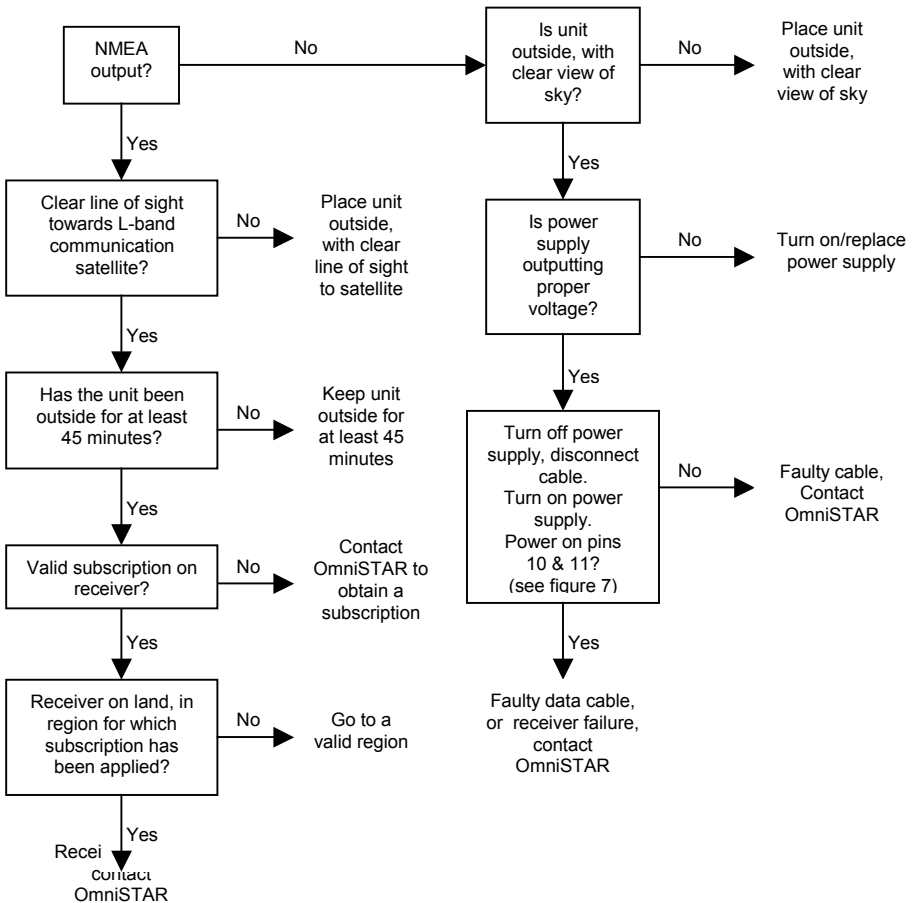 NMEA
output?
No
Is unit
outside, with
clear view of
sky?
No
Place unit
outside,
with clear
view of sky
Yes
Yes
Clear line of sight
towards L-band
communication
satellite?
No
Place unit
outside,
with clear
line of sight
to satellite
Is power
supply
outputting
proper
voltage?
No
Turn on/replace
power supply
Yes
Yes
Has the unit been
outside for at least
45 minutes?
No
Keep unit
outside for
at least 45
minutes
Turn off power
supply, disconnect
cable.
Turn on power
supply.
Power on pins
10 & 11?
(see figure 7)
No
Faulty cable,
Contact
OmniSTAR
Yes
Valid subscription on
receiver?
No
Contact
OmniSTAR to
obtain a
subscription
Yes
Yes
Receiver on land, in
region for which
subscription has
been applied?
No
Go to a
valid region
Faulty data cable,
or receiver failure,
contact
OmniSTAR
Yes
Recei
contact
OmniSTAR